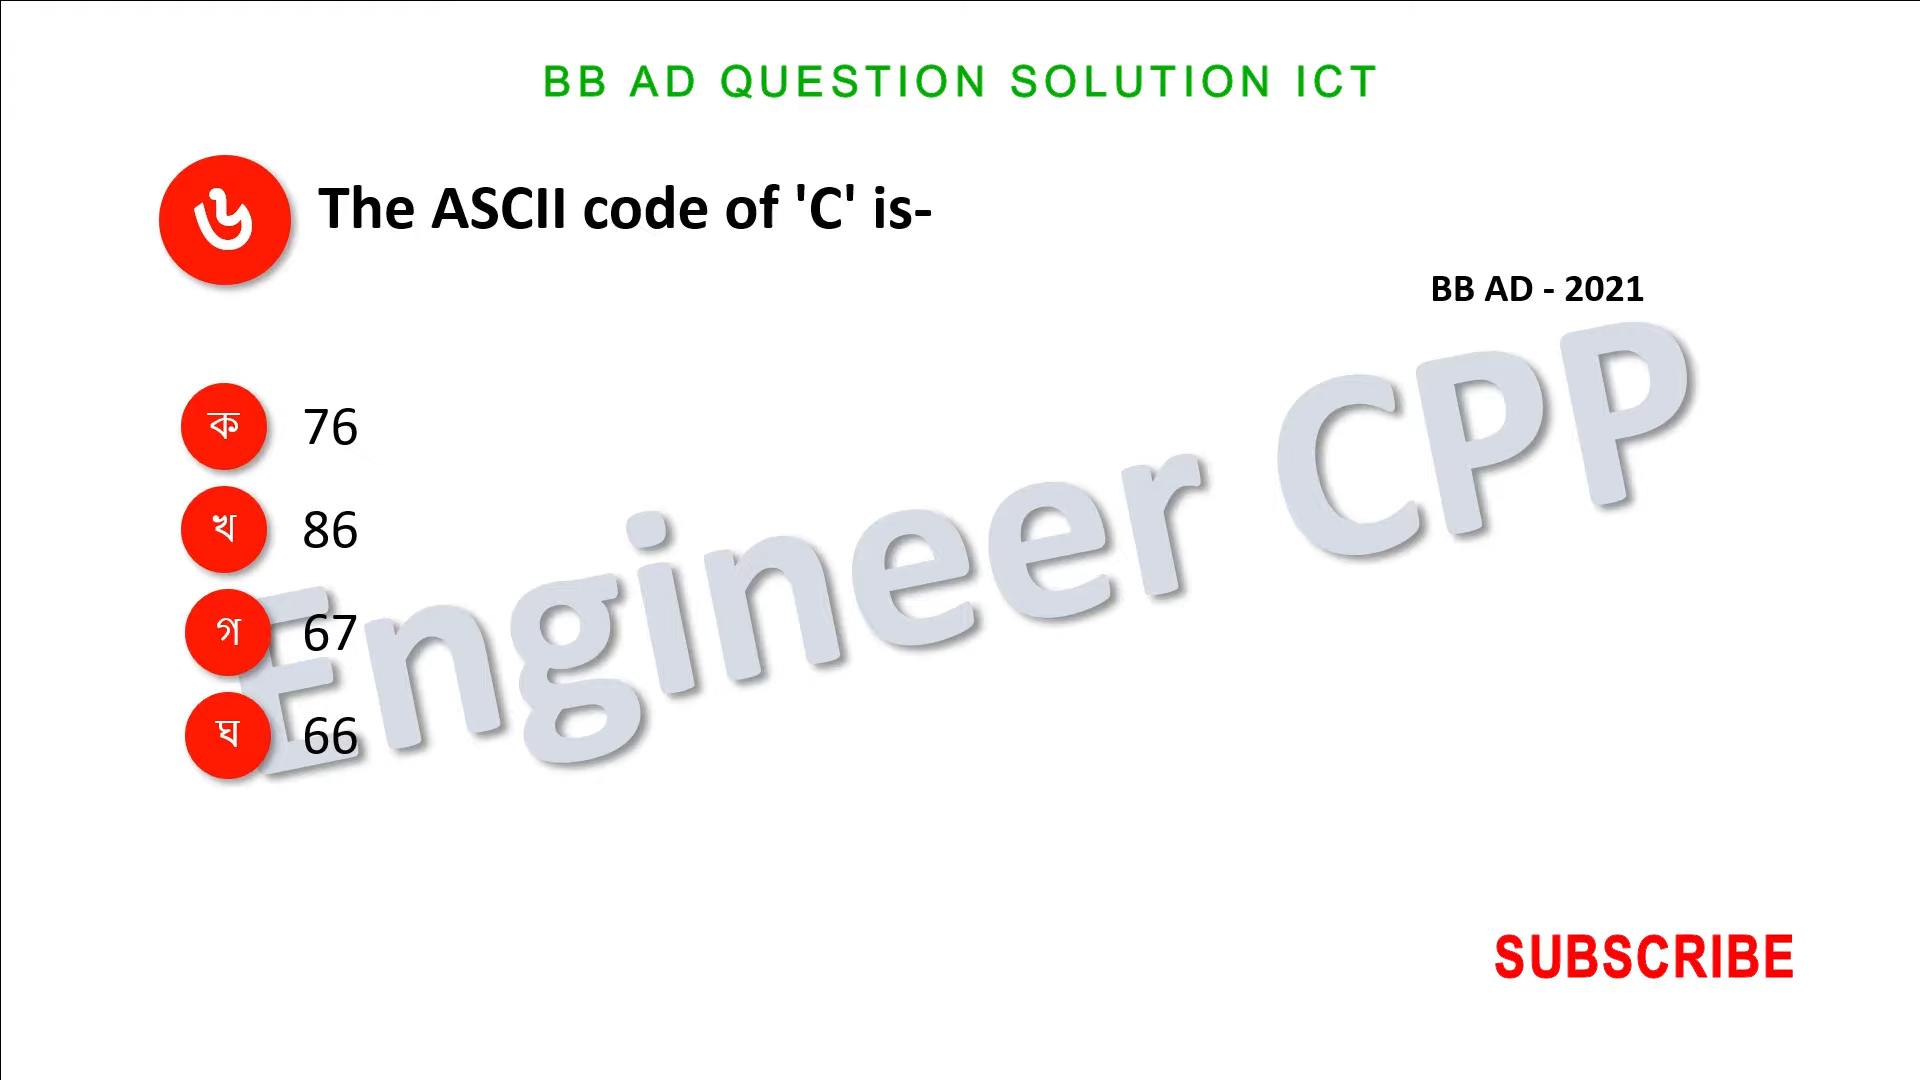 BB AD QUESTION SOLUTION ICT
৬ The ASCII code of 'C' is-
BB AD - 2021
ক 76
খ 86
গ 67
ঘ 66
Engineer CPP
SUBSCRIBE